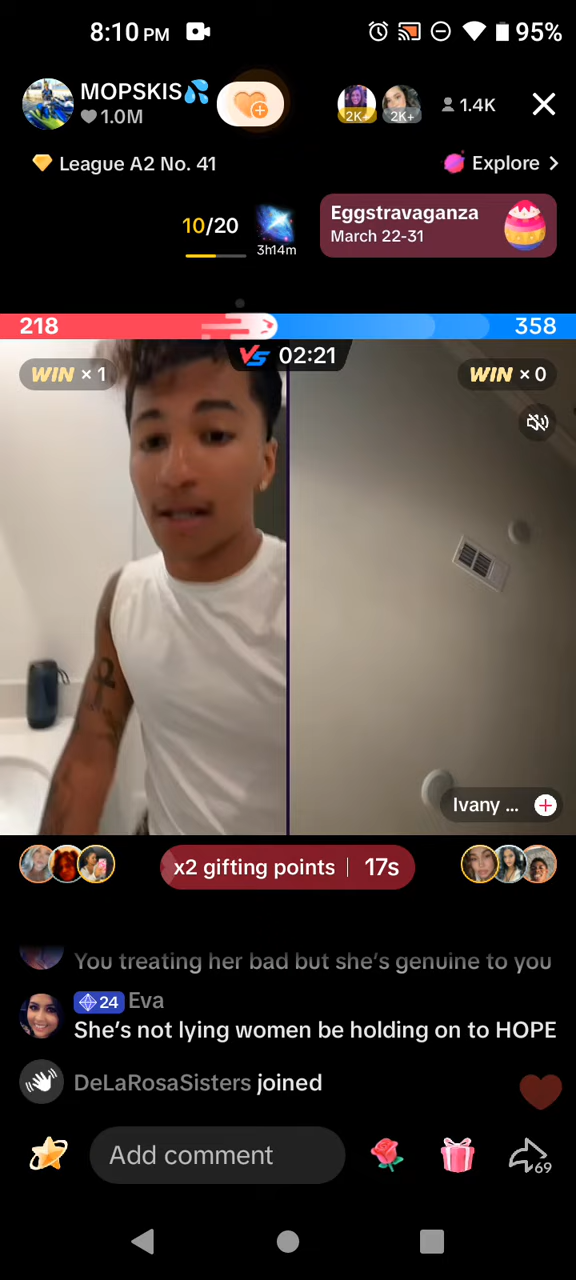 8:10 PM
95%
MOPSKIS💦
1.0M
2K+
2K+
1.4K
League A2 No. 41
Explore >
10/20
3h14m
Eggstravaganza
March 22-31
218
358
VS 02:21
WIN × 1
WIN × 0
Ivany ...
x2 gifting points | 17s
You treating her bad but she's genuine to you
24 Eva
She's not lying women be holding on to HOPE
DeLaRosaSisters joined
Add comment
69